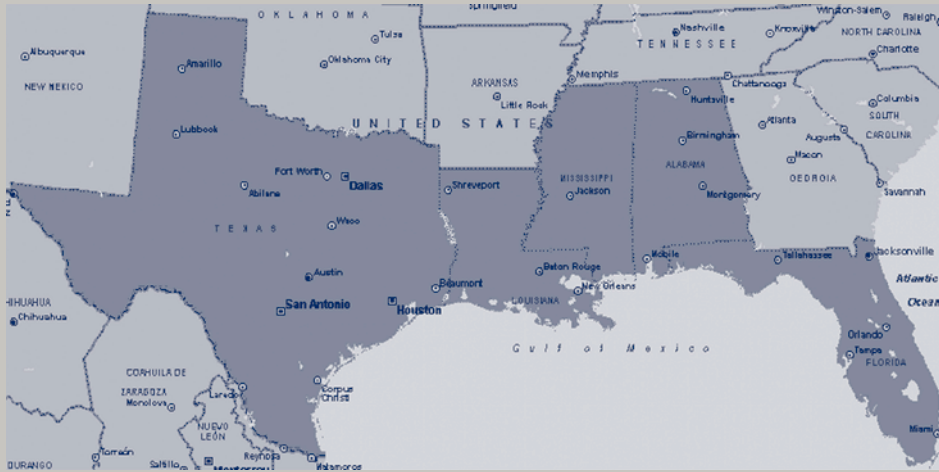 OKLAHOMA
Springfield
Winston-Salem
Raleigh
Nashville
Knoxville
NORTH CAROLINA
Tulsa
TENNESSEE
Charlotte
Albuquerque
Oklahoma City
Amarillo
Memphis
ARKANSAS
Chattanooga
NEW MEXICO
Huntsville
Little Rock
Columbia
SOUTH
UNITED STATES
Atlanta
Lubbock
Birmingham
Augusta
CAROLINA
Macon
ALABAMA
Fort Worth
Dallas
MISSISSIPPI
GEORGIA
Shreveport
Abilene
Jackson
Montgomery
Savannah
Waco
TEXAS
Mobile
Tallahassee
Jacksonville
Baton Rouge
Austin
Atlantic
Beaumont
New Orleans
HIHUAHUA
San Antonio
LOUISIANA
Ocean
Houston
Chihuahua
Orlando
Gulf of Mexico
Tampa
FLORIDA
COAHUILA DE
ZARAGOZA
Laredo
Corpus
Christi
Monclova
NUEVO
LEÓN
Miami
Torreón
Reynosa
DURANGO
Saltillo
Monterrey
Matamoros